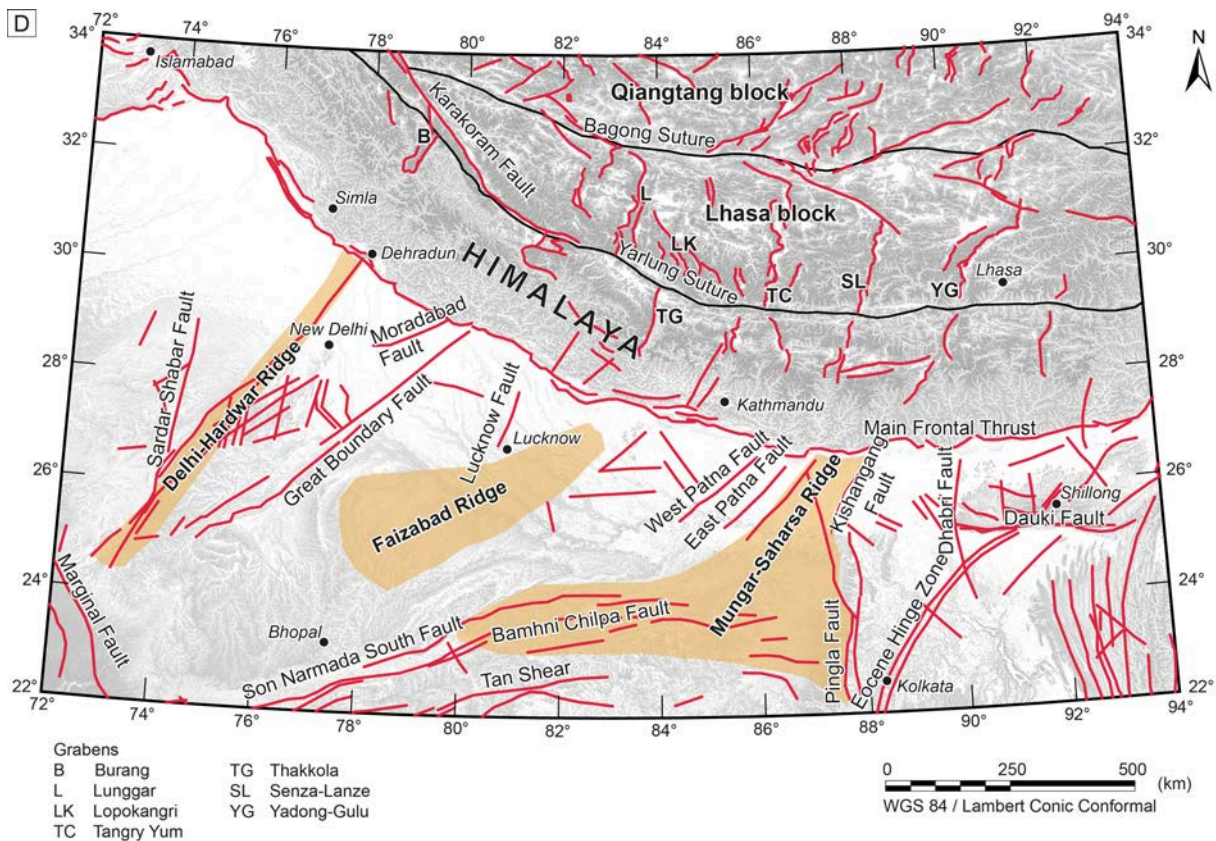 D
72° 74° 76° 78° 80° 82° 84° 86° 88° 90° 92° 94°
34° 34°
N
Islamabad
Qiangtang block
Karakoram Fault
Bagong Suture
32° 32°
B
Simla
L
Lhasa block
LK
30° 30°
Dehradun
HIMALAYA
Yarlung Suture
TC
SL
YG
Lhasa
TG
New Delhi
Moradabad
Fault
Sardar Shabar Fault
28° 28°
Delhi-Hardwar Ridge
Great Boundary Fault
Lucknow Fault
Kathmandu
Main Frontal Thrust
Lucknow
26° 26°
West Patna Fault
East Patna Fault
Kishangang
Fault
Dhabri Fault
Shillong
Dauki Fault
Faizabad Ridge
Mungar-Saharsa Ridge
24° 24°
Marginal Fault
Bhopal
Son Narmada South Fault
Bamhni Chilpa Fault
Tan Shear
Pingla Fault
Eocene Hinge Zone
Kolkata
22° 22°
72° 74° 76° 78° 80° 82° 84° 86° 88° 90° 92° 94°
Grabens
B Burang TG Thakkola
L Lunggar SL Senza-Lanze
LK Lopokangri YG Yadong-Gulu
TC Tangry Yum
0 250 500 (km)
WGS 84 / Lambert Conic Conformal